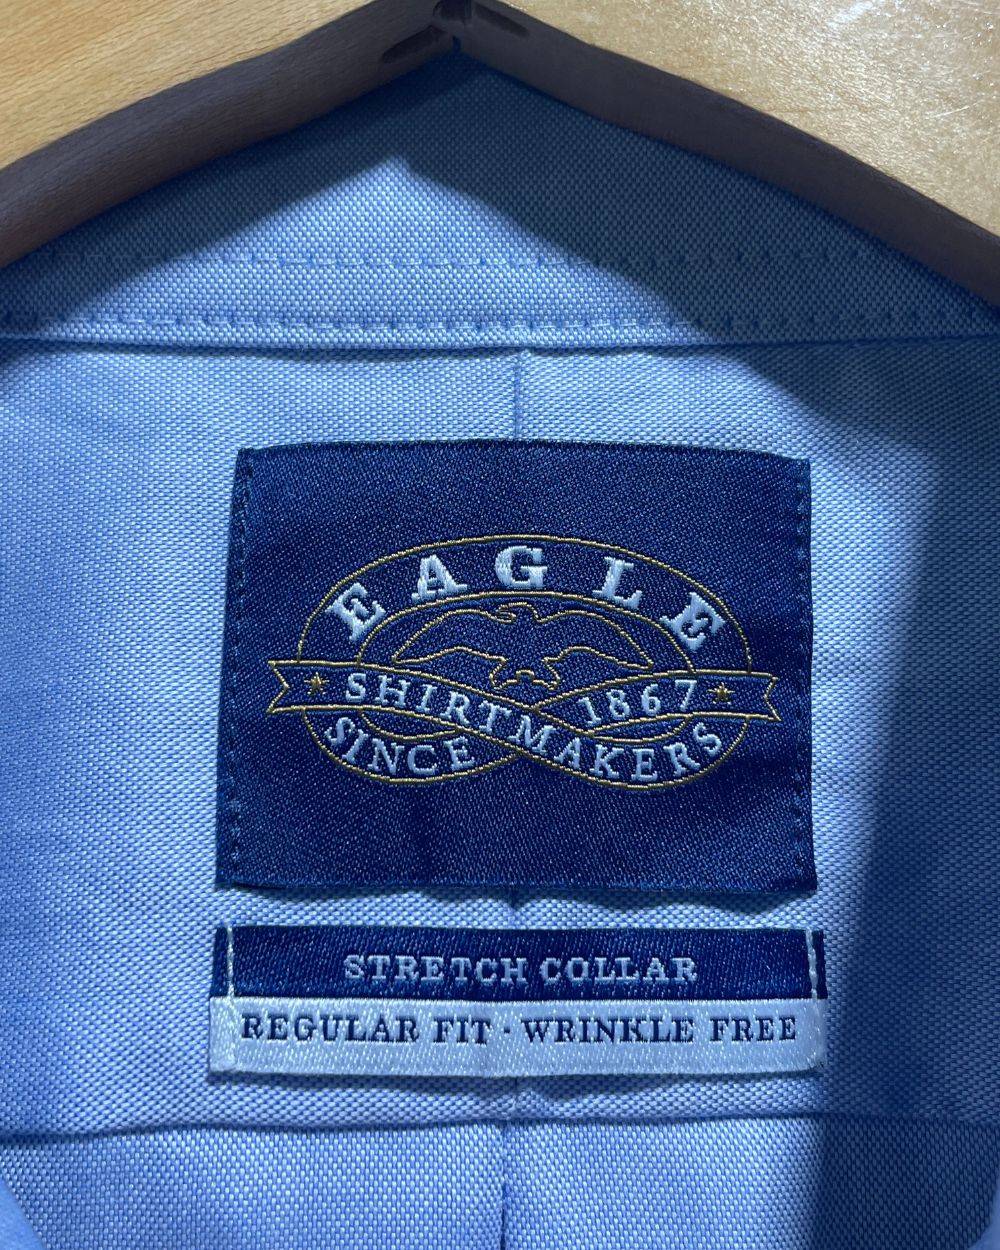 EAGLE
SHIRTMAKERS
SINCE 1867
STRETCH COLLAR
REGULAR FIT · WRINKLE FREE